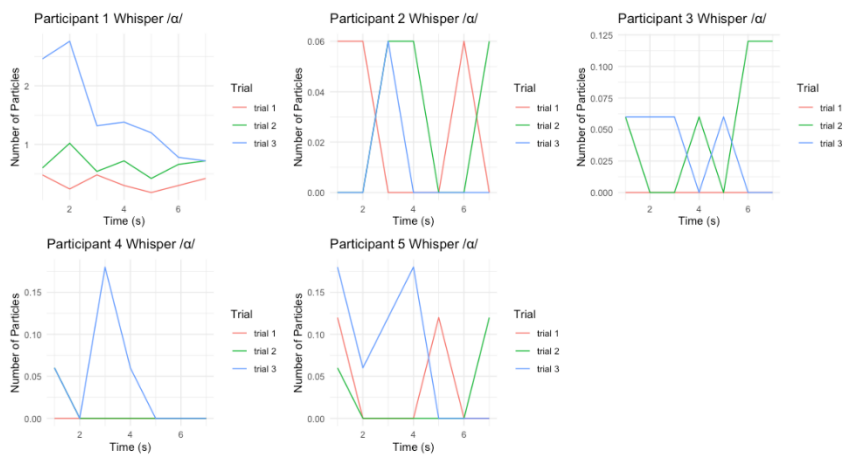 Participant 1 Whisper /ɑ/
Number of Particles
2
1
2
4
6
Time (s)
Trial
trial 1
trial 2
trial 3
Participant 2 Whisper /ɑ/
Number of Particles
0.06
0.04
0.02
0.00
2
4
6
Time (s)
Trial
trial 1
trial 2
trial 3
Participant 3 Whisper /ɑ/
Number of Particles
0.125
0.100
0.075
0.050
0.025
0.000
2
4
6
Time (s)
Trial
trial 1
trial 2
trial 3
Participant 4 Whisper /ɑ/
Number of Particles
0.15
0.10
0.05
0.00
2
4
6
Time (s)
Trial
trial 1
trial 2
trial 3
Participant 5 Whisper /ɑ/
Number of Particles
0.15
0.10
0.05
0.00
2
4
6
Time (s)
Trial
trial 1
trial 2
trial 3